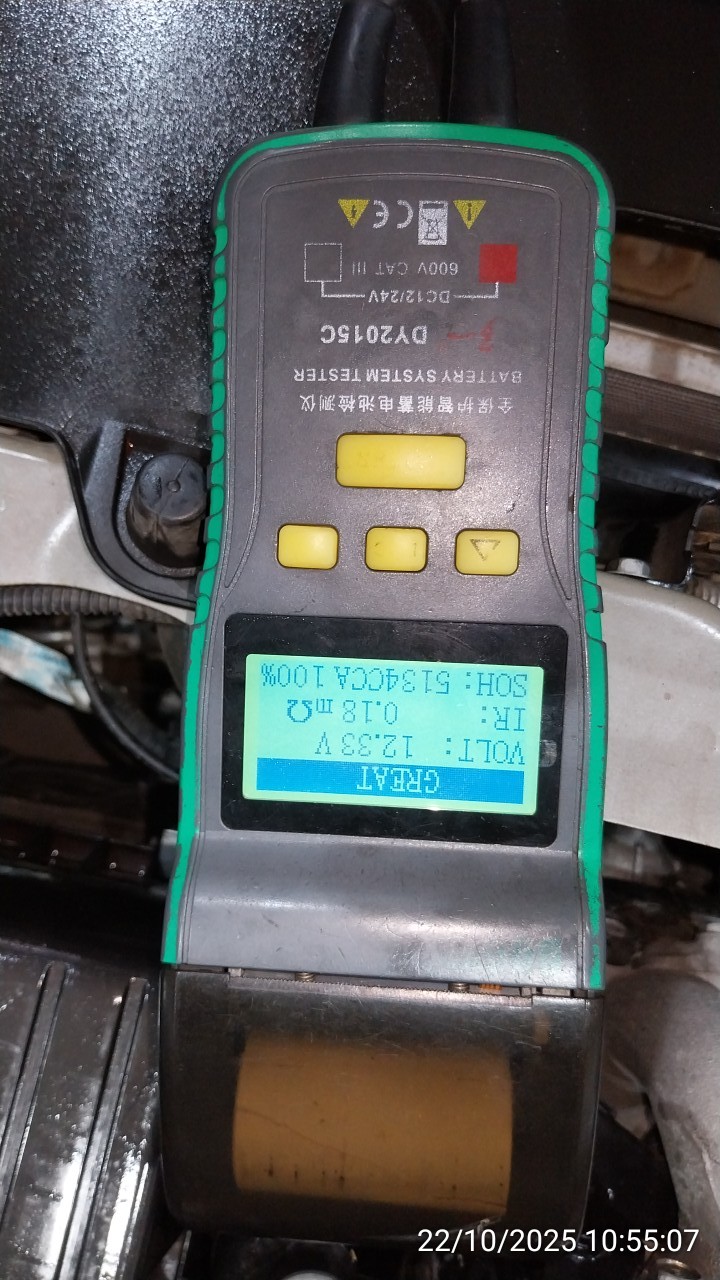 GREAT
VOLT: 12.33 V
IR: 0.18 mΩ
SOH: 5134CCA 100%
全保护智能蓄电池检测仪
BATTERY SYSTEM TESTER
DY2015C
DC12/24V
600V CAT III
CE
22/10/2025 10:55:07